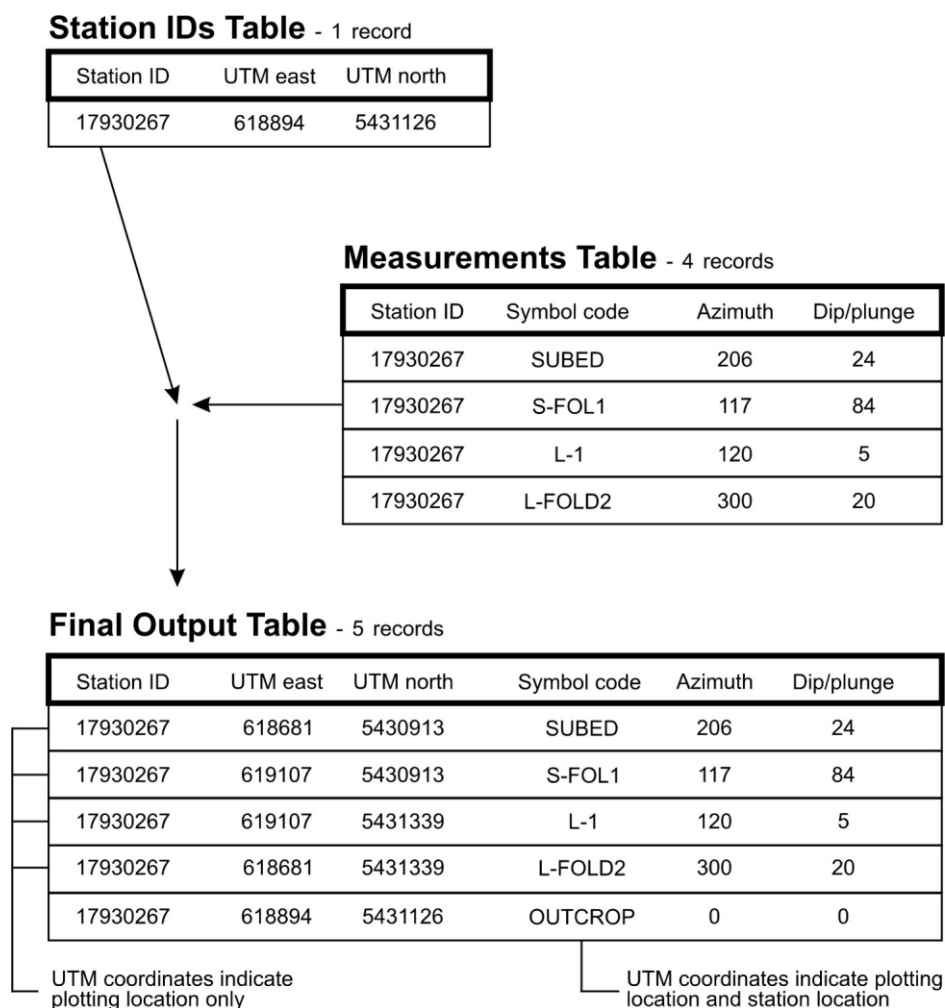 Station IDs Table - 1 record
Station ID UTM east UTM north
17930267 618894 5431126
Measurements Table - 4 records
Station ID Symbol code Azimuth Dip/plunge
17930267 SUBED 206 24
17930267 S-FOL1 117 84
17930267 L-1 120 5
17930267 L-FOLD2 300 20
Final Output Table - 5 records
Station ID UTM east UTM north Symbol code Azimuth Dip/plunge
17930267 618681 5430913 SUBED 206 24
17930267 619107 5430913 S-FOL1 117 84
17930267 619107 5431339 L-1 120 5
17930267 618681 5431339 L-FOLD2 300 20
17930267 618894 5431126 OUTCROP 0 0
UTM coordinates indicate
plotting location only
UTM coordinates indicate plotting
location and station location